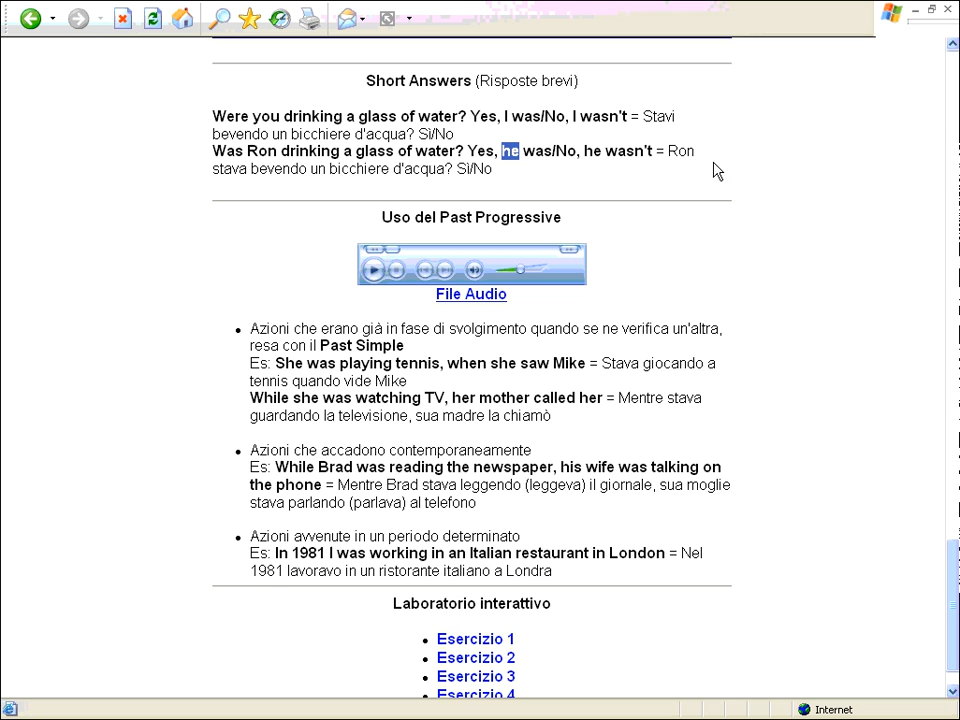 Short Answers (Risposte brevi)
Were you drinking a glass of water? Yes, I was/No, I wasn't = Stavi
bevendo un bicchiere d'acqua? Sì/No
Was Ron drinking a glass of water? Yes, he was/No, he wasn't = Ron
stava bevendo un bicchiere d'acqua? Sì/No
Uso del Past Progressive
File Audio
• Azioni che erano già in fase di svolgimento quando se ne verifica un'altra,
resa con il Past Simple
Es: She was playing tennis, when she saw Mike = Stava giocando a
tennis quando vide Mike
While she was watching TV, her mother called her = Mentre stava
guardando la televisione, sua madre la chiamò
• Azioni che accadono contemporaneamente
Es: While Brad was reading the newspaper, his wife was talking on
the phone = Mentre Brad stava leggendo (leggeva) il giornale, sua moglie
stava parlando (parlava) al telefono
• Azioni avvenute in un periodo determinato
Es: In 1981 I was working in an Italian restaurant in London = Nel
1981 lavoravo in un ristorante italiano a Londra
Laboratorio interattivo
• Esercizio 1
• Esercizio 2
• Esercizio 3
• Esercizio 4
Internet